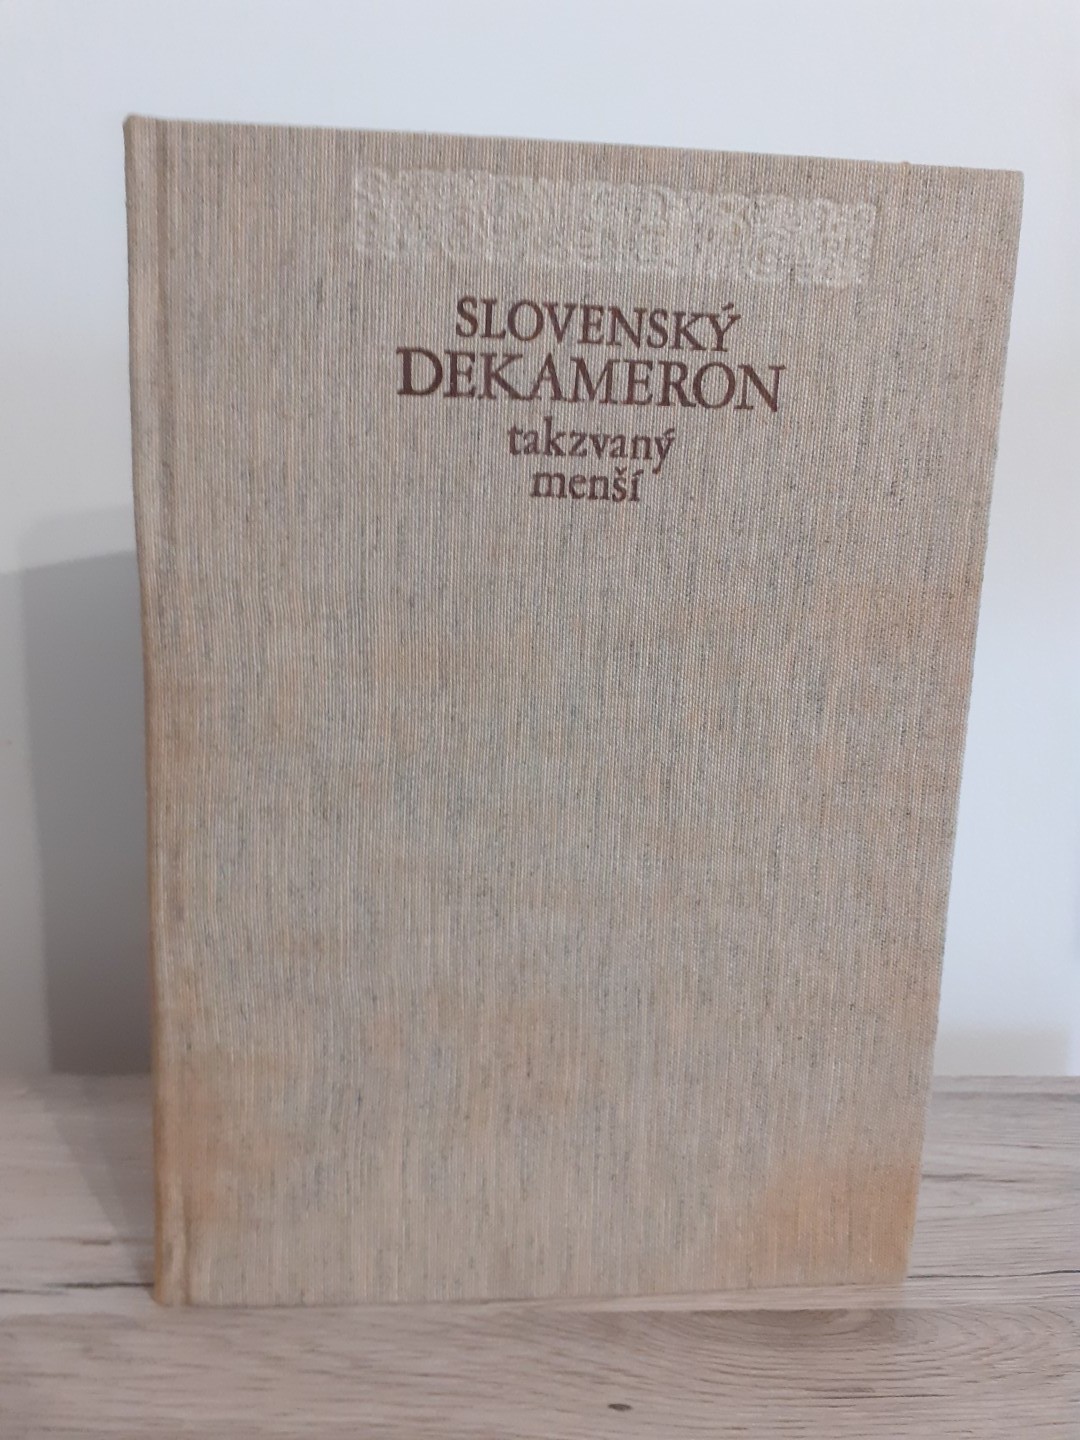 SLOVENSKÝ
DEKAMERON
takzvaný
menší